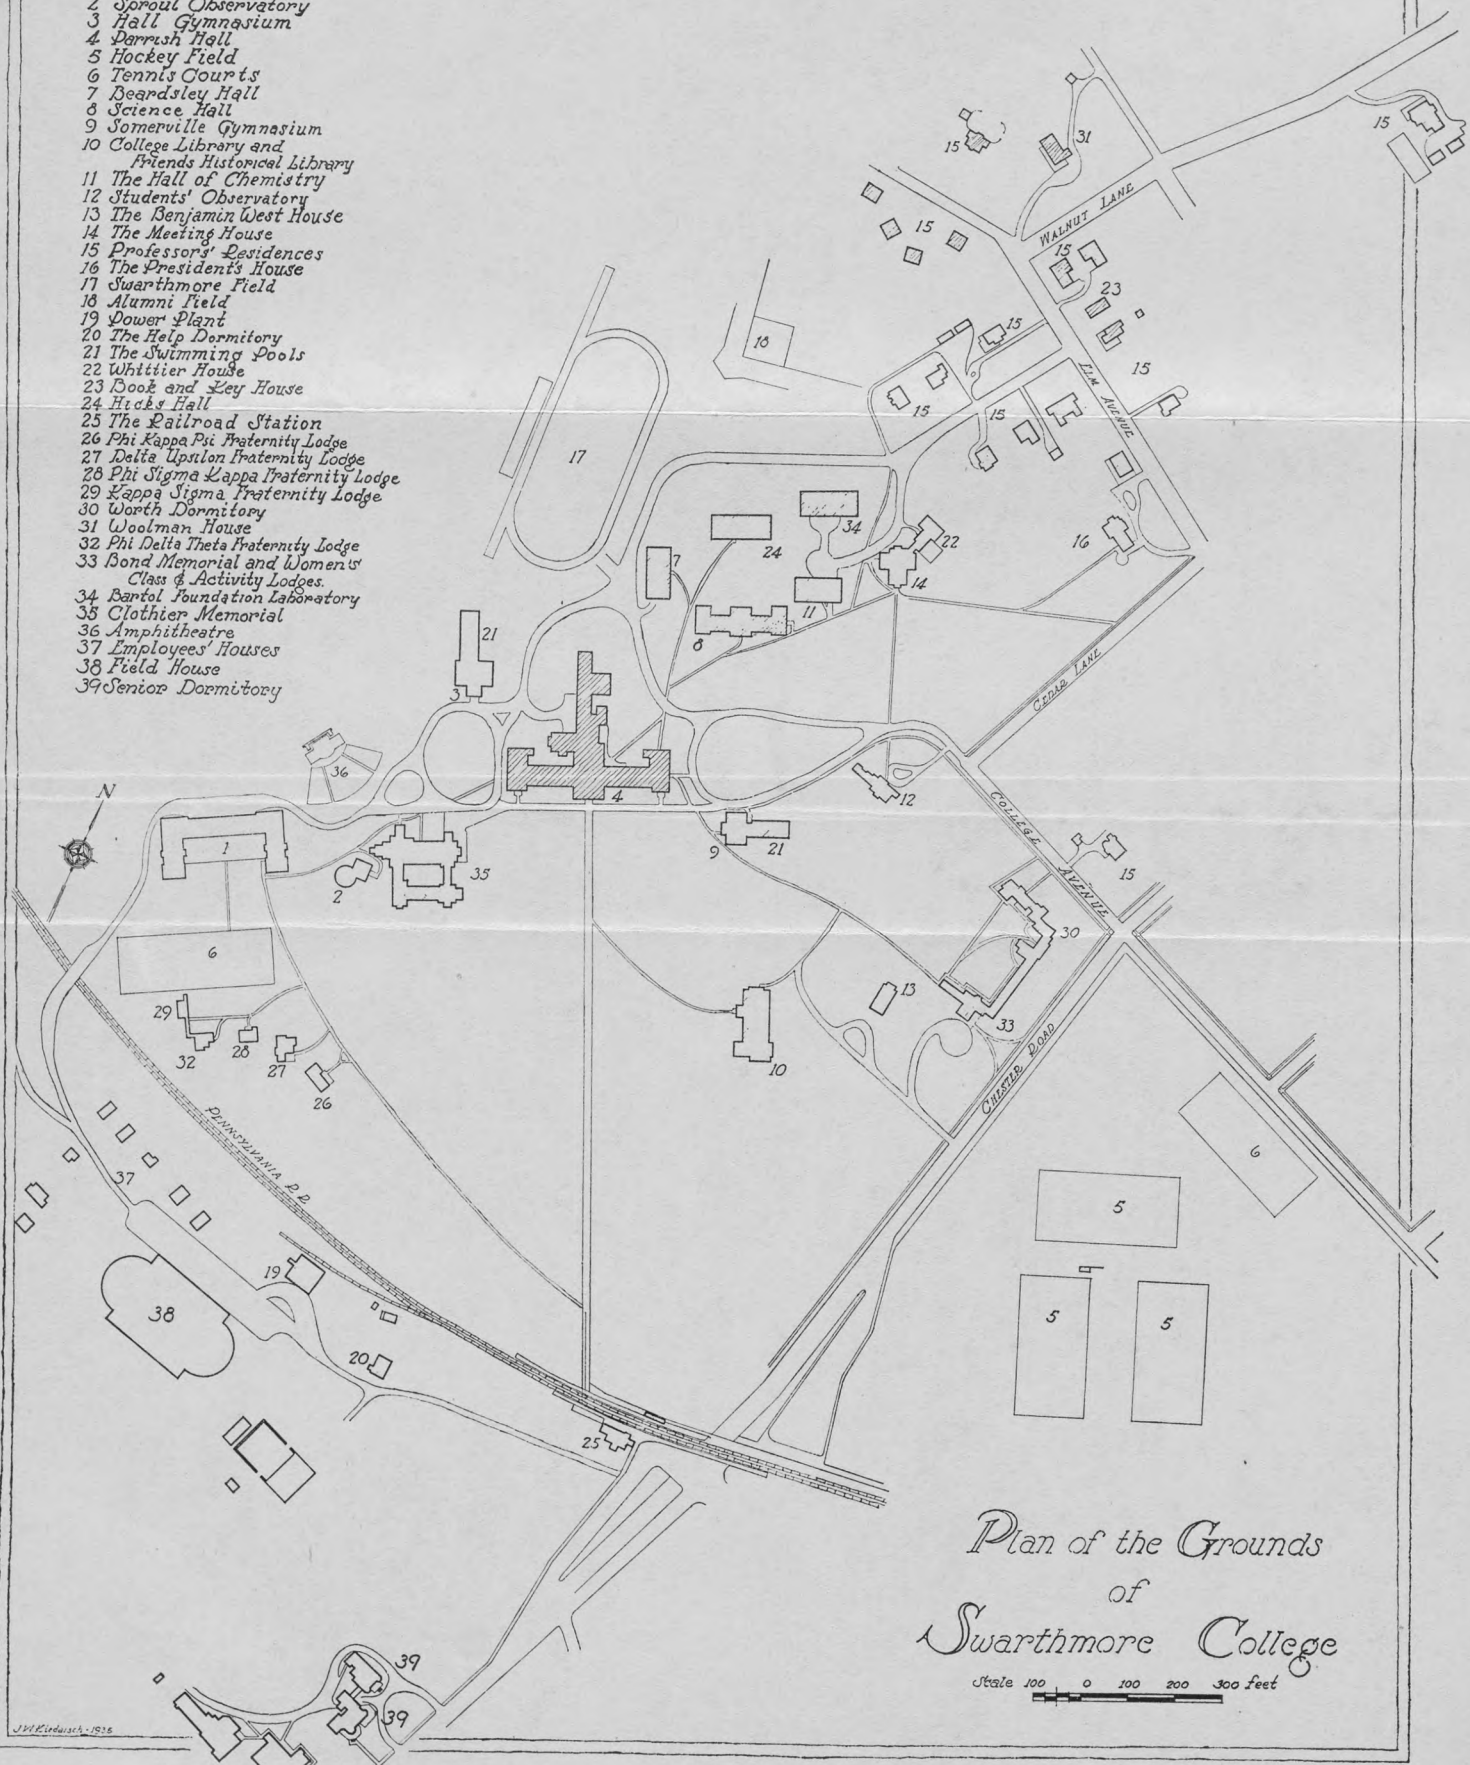 2 Sproul Observatory
3 Hall Gymnasium
4 Parrish Hall
5 Hockey Field
6 Tennis Courts
7 Beardsley Hall
8 Science Hall
9 Somerville Gymnasium
10 College Library and
Friends Historical Library
11 The Hall of Chemistry
12 Students' Observatory
13 The Benjamin West House
14 The Meeting House
15 Professors' Residences
16 The President's House
17 Swarthmore Field
18 Alumni Field
19 Power Plant
20 The Help Dormitory
21 The Swimming Pools
22 Whittier House
23 Book and Key House
24 Hicks Hall
25 The Railroad Station
26 Phi Kappa Psi Fraternity Lodge
27 Delta Upsilon Fraternity Lodge
28 Phi Sigma Kappa Fraternity Lodge
29 Kappa Sigma Fraternity Lodge
30 Worth Dormitory
31 Woolman House
32 Phi Delta Theta Fraternity Lodge
33 Bond Memorial and Women's
Class & Activity Lodges.
34 Bartol Foundation Laboratory
35 Clothier Memorial
36 Amphitheatre
37 Employees' Houses
38 Field House
39 Senior Dormitory
15
31
15
15
WALNUT LANE
15
23
15
18
15
ELM AVENUE
15
15
17
34
24
7
22
16
14
11
21
8
3
CEDAR LANE
36
4
12
N
COLLEGE AVENUE
1
9
21
2
35
15
30
6
13
29
33
32
28
27
10
26
CHESTER ROAD
PENNSYLVANIA R.R.
6
37
5
19
38
5
5
20
25
Plan of the Grounds
of
Swarthmore College
Scale 100 0 100 200 300 feet
39
39